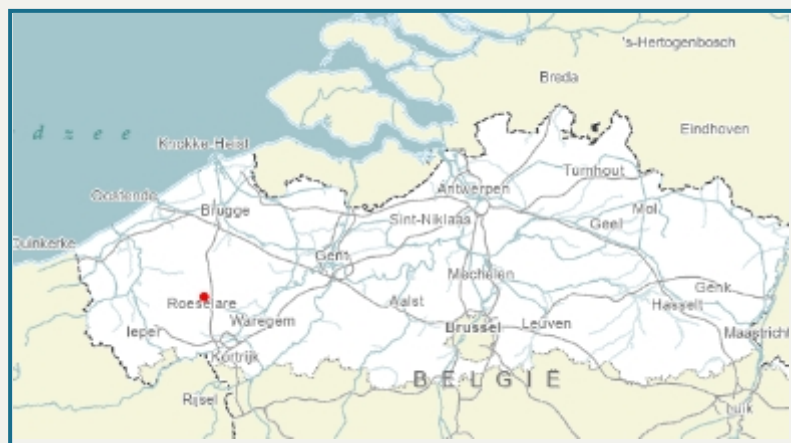 's-Hertogenbosch
Breda
Eindhoven
d z e e
Knokke-Heist
Turnhout
Oostende
Antwerpen
Brugge
Mol
Sint-Niklaas
Geel
Duinkerke
Gent
Mechelen
Genk
Roeselare
Aalst
Hasselt
Ieper
Waregem
Brussel
Leuven
Maastricht
Kortrijk
BELGIË
Rijsel
Luik